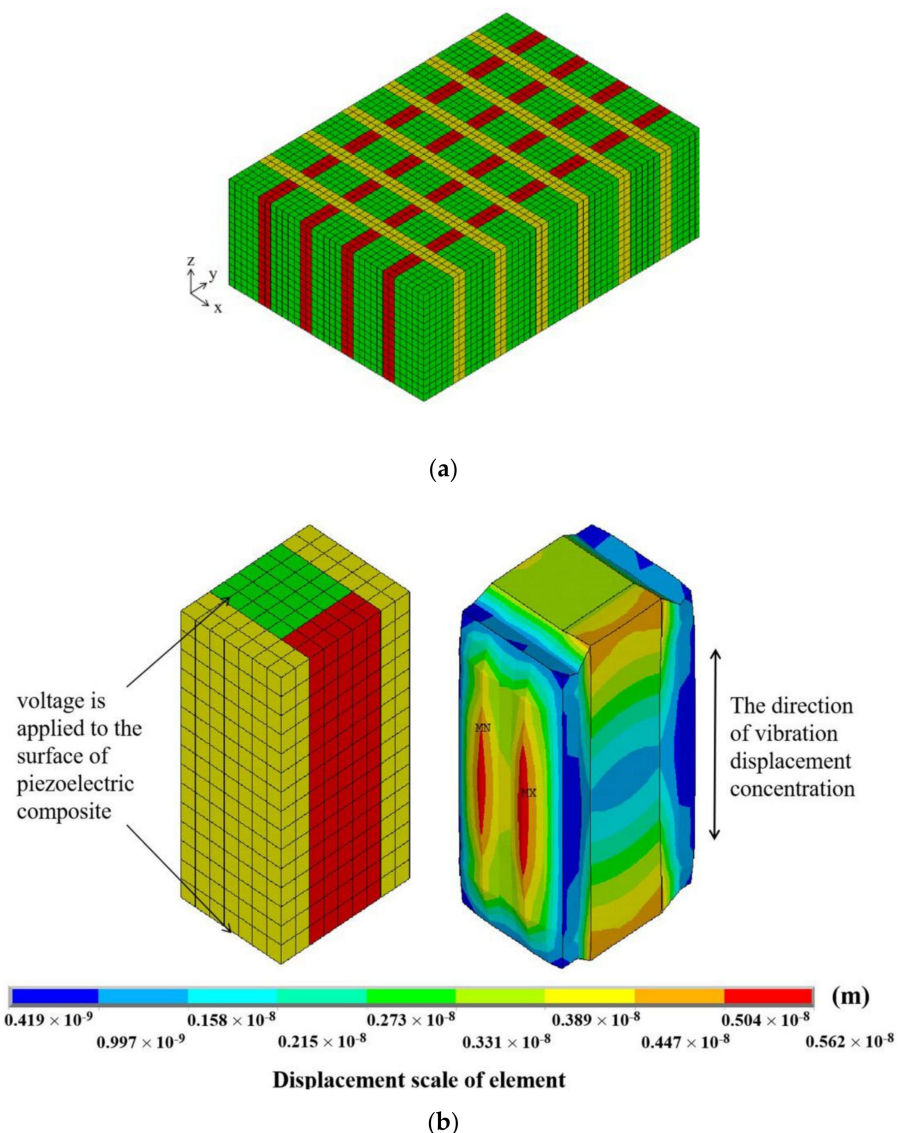 z
y
x
(a)
voltage is
applied to the
surface of
piezoelectric
composite
MN
MX
The direction
of vibration
displacement
concentration
(m)
0.419 × 10⁻⁹ 0.158 × 10⁻⁸ 0.273 × 10⁻⁸ 0.389 × 10⁻⁸ 0.504 × 10⁻⁸
0.997 × 10⁻⁹ 0.215 × 10⁻⁸ 0.331 × 10⁻⁸ 0.447 × 10⁻⁸ 0.562 × 10⁻⁸
Displacement scale of element
(b)